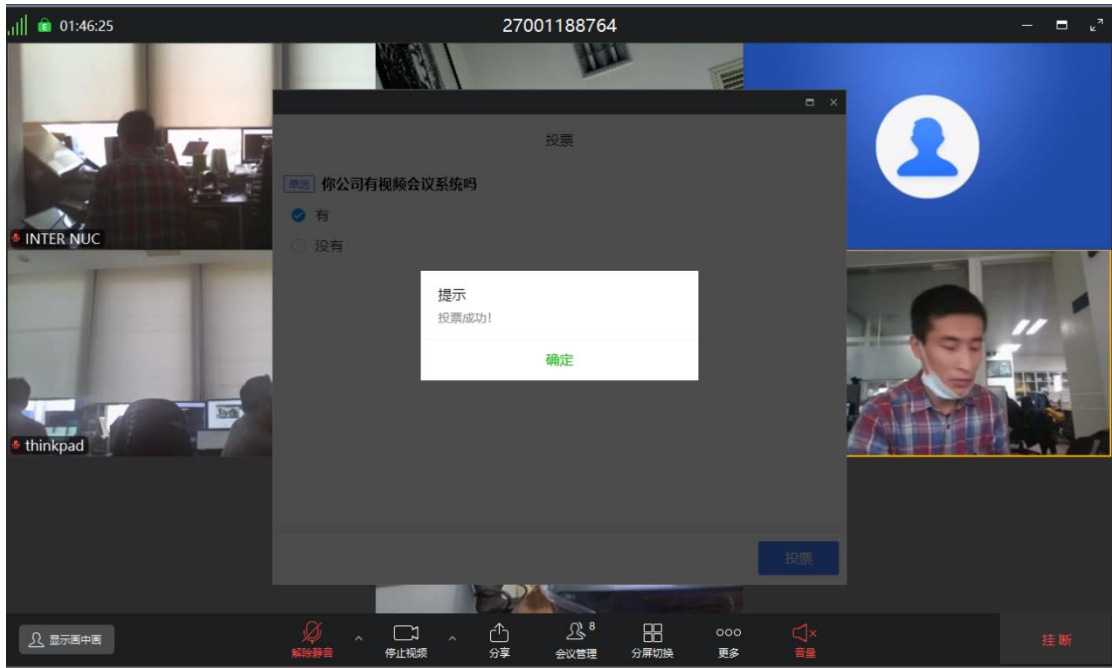 01:46:25
27001188764
投票
单选 你公司有视频会议系统吗
有
没有
INTER NUC
提示
投票成功!
确定
thinkpad
投票
显示画中画
解除静音
停止视频
分享
会议管理 8
分屏切换
更多
音量
挂断